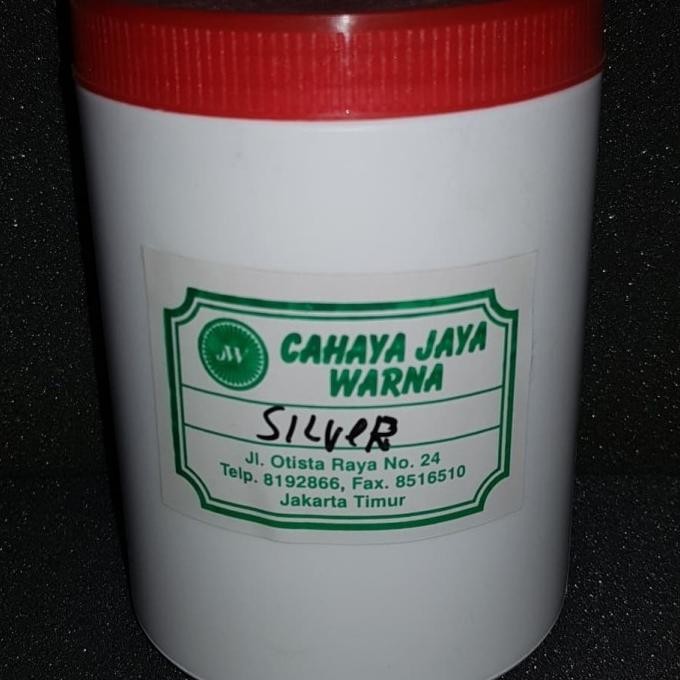 JW
CAHAYA JAYA
WARNA
SILVER
Jl. Otista Raya No. 24
Telp. 8192866, Fax. 8516510
Jakarta Timur